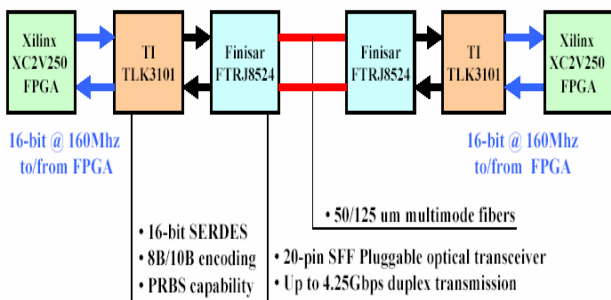 Xilinx
XC2V250
FPGA
TI
TLK3101
Finisar
FTRJ8524
Finisar
FTRJ8524
TI
TLK3101
Xilinx
XC2V250
FPGA
16-bit @ 160Mhz
to/from FPGA
16-bit @ 160Mhz
to/from FPGA
• 50/125 um multimode fibers
• 16-bit SERDES
• 8B/10B encoding
• PRBS capability
• 20-pin SFF Pluggable optical transceiver
• Up to 4.25Gbps duplex transmission